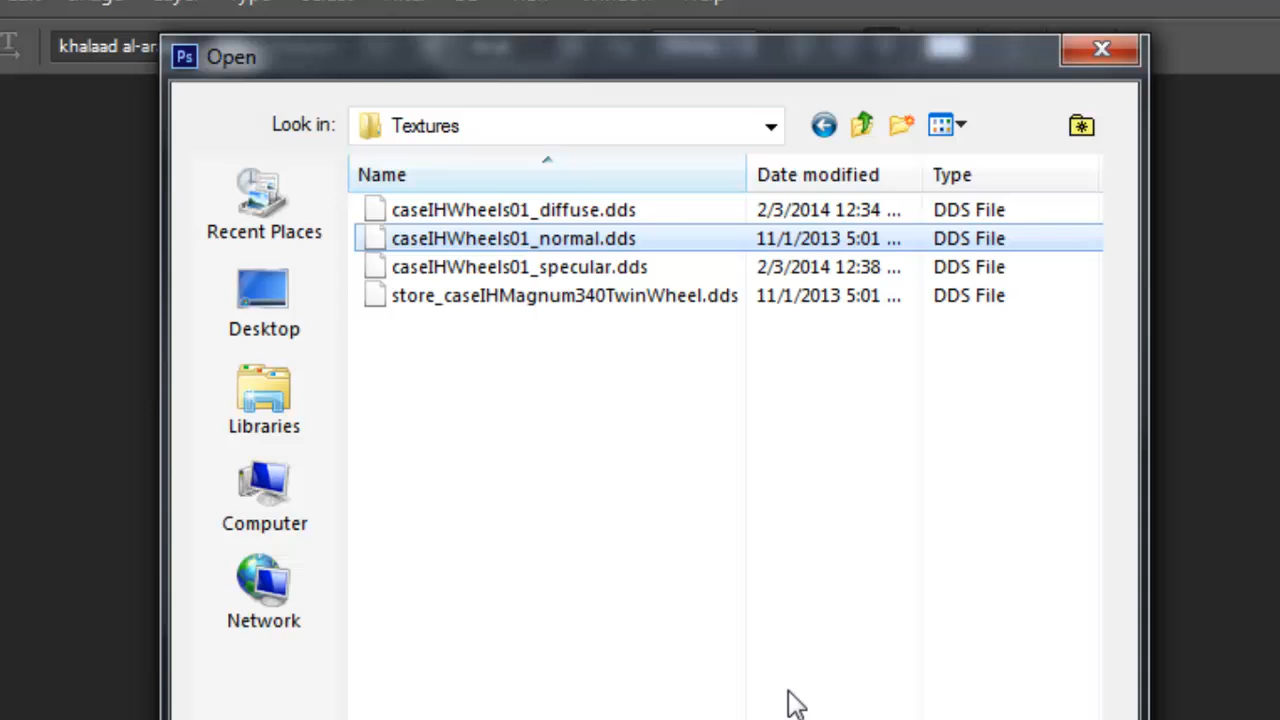 khalaad al-ar
Ps Open
Look in: Textures
Name Date modified Type
caseIHWheels01_diffuse.dds 2/3/2014 12:34 ... DDS File
caseIHWheels01_normal.dds 11/1/2013 5:01 ... DDS File
caseIHWheels01_specular.dds 2/3/2014 12:38 ... DDS File
store_caseIHMagnum340TwinWheel.dds 11/1/2013 5:01 ... DDS File
Recent Places
Desktop
Libraries
Computer
Network